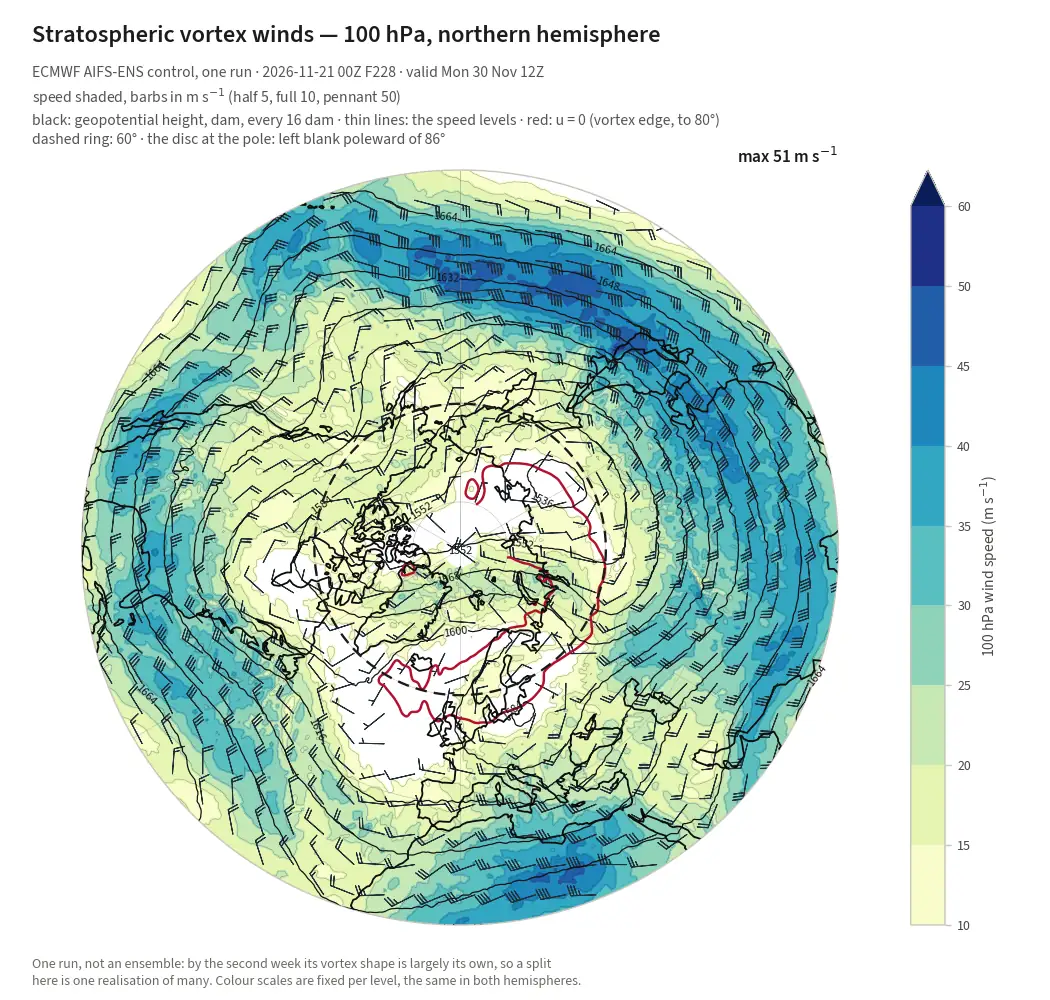 Stratospheric vortex winds — 100 hPa, northern hemisphere
ECMWF AIFS-ENS control, one run · 2026-11-21 00Z F228 · valid Mon 30 Nov 12Z
speed shaded, barbs in m s⁻¹ (half 5, full 10, pennant 50)
black: geopotential height, dam, every 16 dam · thin lines: the speed levels · red: u = 0 (vortex edge, to 80°)
dashed ring: 60° · the disc at the pole: left blank poleward of 86°
max 51 m s⁻¹
1664
1664
1632
1648
1664
1536
1552
1552
1600
1664
1664
1616
60
50
45
40
35
30
25
20
15
10
100 hPa wind speed (m s⁻¹)
One run, not an ensemble: by the second week its vortex shape is largely its own, so a split
here is one realisation of many. Colour scales are fixed per level, the same in both hemispheres.